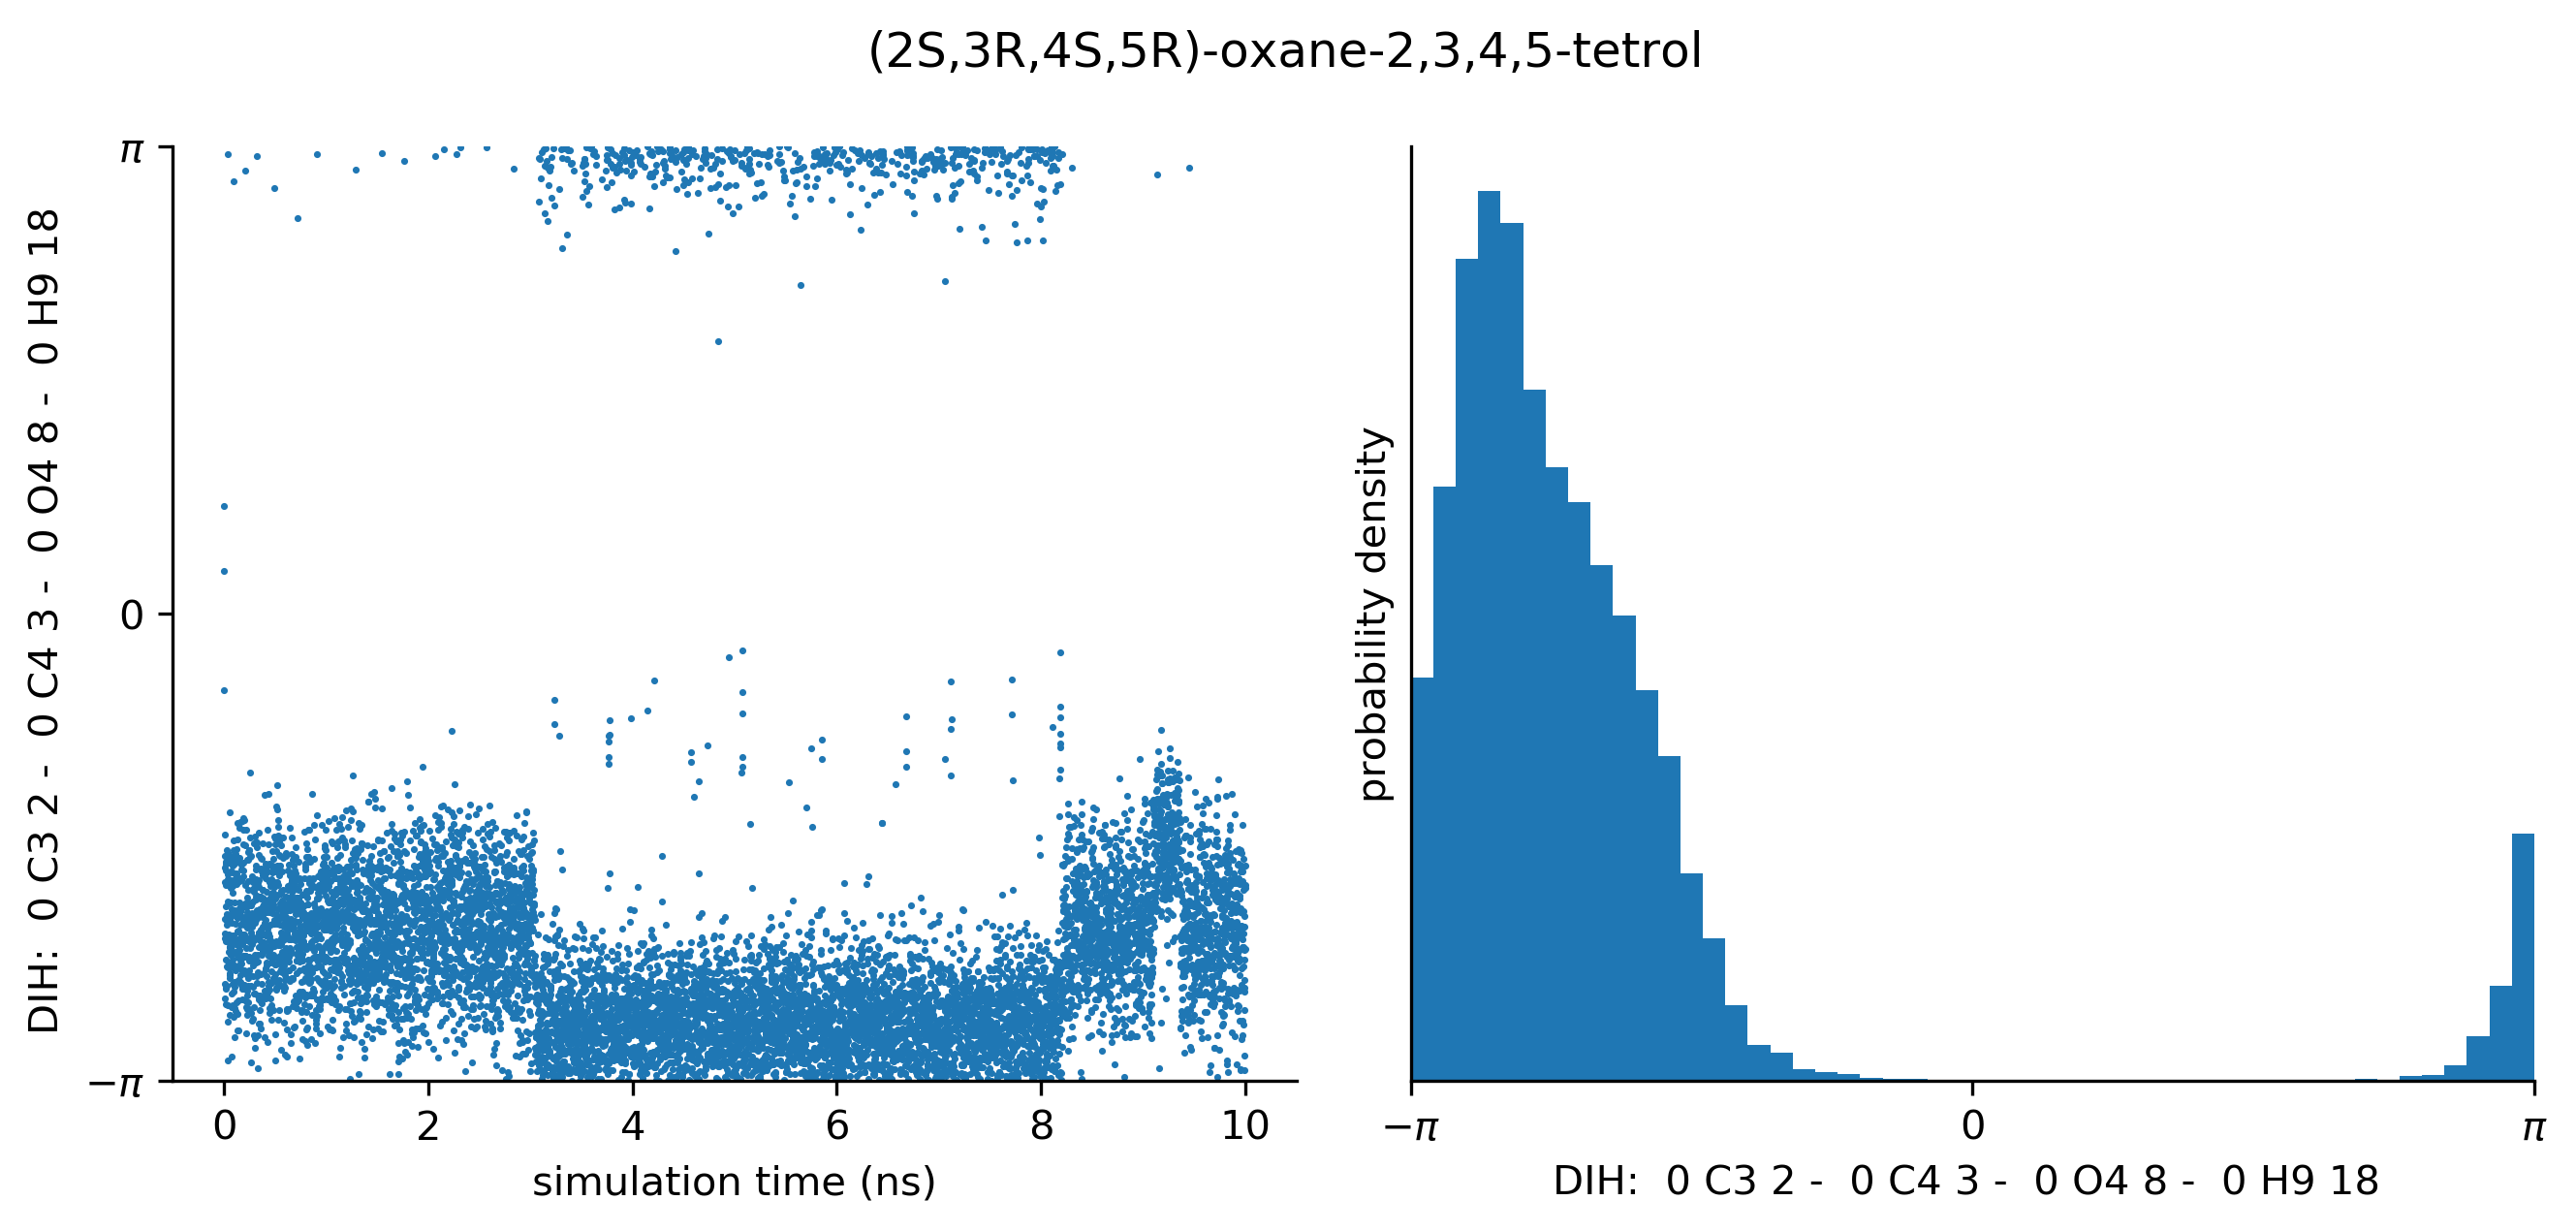 (2S,3R,4S,5R)-oxane-2,3,4,5-tetrol
DIH:  0 C3 2 -  0 C4 3 -  0 O4 8 -  0 H9 18
π
0
−π
0 2 4 6 8 10
simulation time (ns)
probability density
−π 0 π
DIH:  0 C3 2 -  0 C4 3 -  0 O4 8 -  0 H9 18